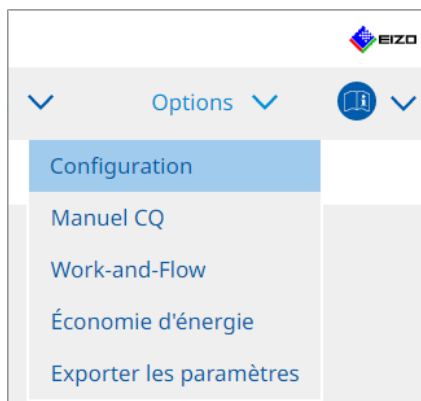 EIZO
Options
Configuration
Manuel CQ
Work-and-Flow
Économie d'énergie
Exporter les paramètres